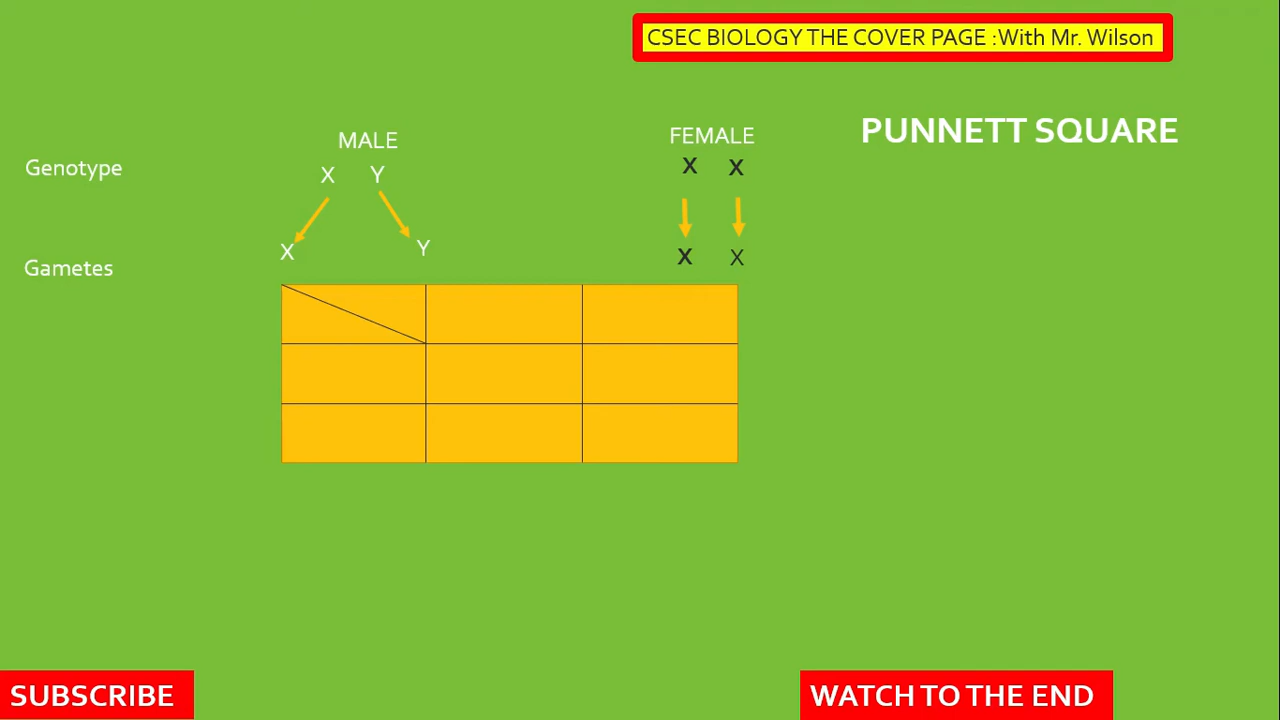 CSEC BIOLOGY THE COVER PAGE :With Mr. Wilson
PUNNETT SQUARE
MALE FEMALE
Genotype X Y X X
Gametes X Y X X
SUBSCRIBE
WATCH TO THE END